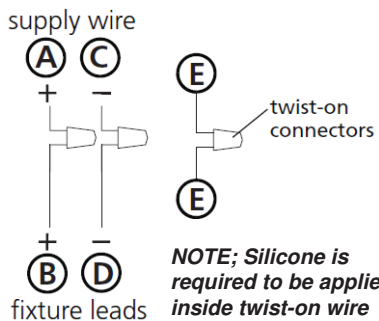 supply wire
A C
+ −
E
twist-on
connectors
E
+ −
B D
fixture leads
NOTE; Silicone is
required to be applie
inside twist-on wire